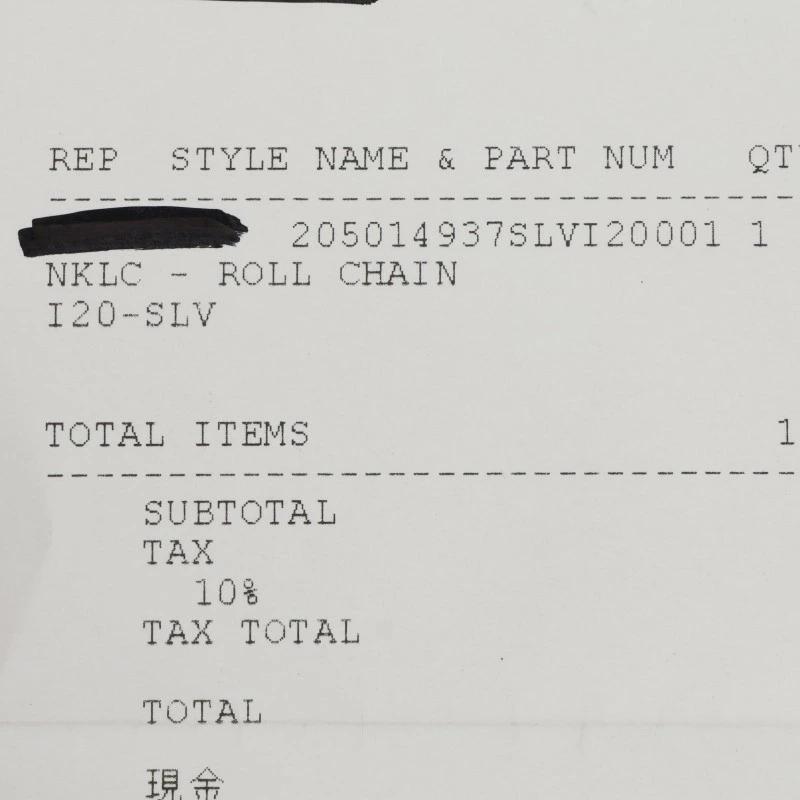 REP STYLE NAME & PART NUM QT
--------------------------------
205014937SLVI20001 1
NKLC - ROLL CHAIN
I20-SLV
TOTAL ITEMS 1
--------------------------------
SUBTOTAL
TAX
10%
TAX TOTAL
TOTAL
現金